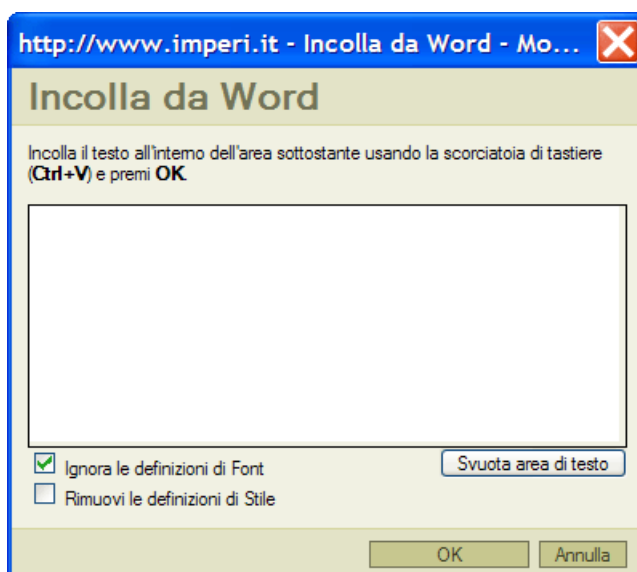 http://www.imperi.it - Incolla da Word - Mo...
Incolla da Word
Incolla il testo all'interno dell'area sottostante usando la scorciatoia di tastiere
(Ctrl+V) e premi OK.
Ignora le definizioni di Font
Svuota area di testo
Rimuovi le definizioni di Stile
OK
Annulla